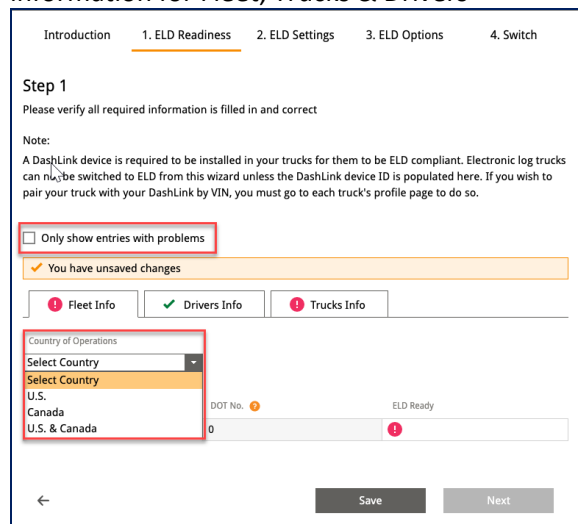 Information for Fleet, Trucks & Drivers
Introduction 1. ELD Readiness 2. ELD Settings 3. ELD Options 4. Switch
Step 1
Please verify all required information is filled in and correct
Note:
A DashLink device is required to be installed in your trucks for them to be ELD compliant. Electronic log trucks
can not be switched to ELD from this wizard unless the DashLink device ID is populated here. If you wish to
pair your truck with your DashLink by VIN, you must go to each truck's profile page to do so.
Only show entries with problems
You have unsaved changes
Fleet Info Drivers Info Trucks Info
Country of Operations
Select Country
Select Country
U.S.
Canada
U.S. & Canada
DOT No. ELD Ready
0
Save Next